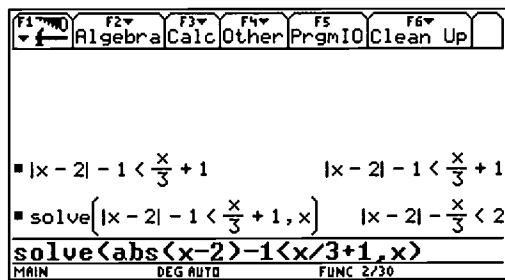 F1 F2 Algebra F3 Calc F4 Other F5 PrgmIO F6 Clean Up
▪ |x - 2| - 1 < x/3 + 1 |x - 2| - 1 < x/3 + 1
▪ solve(|x - 2| - 1 < x/3 + 1, x) |x - 2| - x/3 < 2
solve(abs(x-2)-1<x/3+1,x)
MAIN DEG AUTO FUNC 2/30